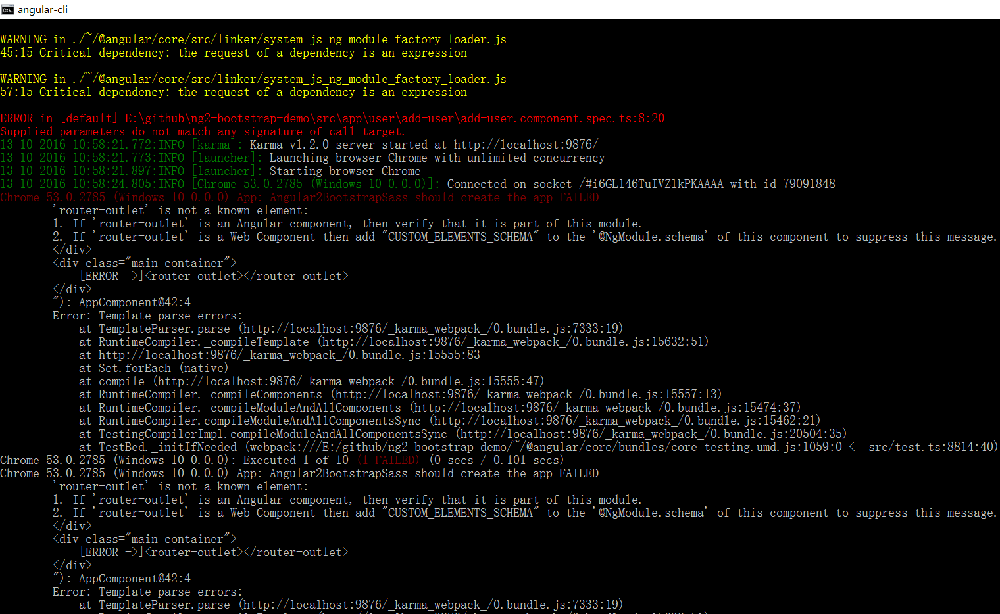 angular-cli
WARNING in ./~/@angular/core/src/linker/system_js_ng_module_factory_loader.js
45:15 Critical dependency: the request of a dependency is an expression
WARNING in ./~/@angular/core/src/linker/system_js_ng_module_factory_loader.js
57:15 Critical dependency: the request of a dependency is an expression
ERROR in [default] E:\github\ng2-bootstrap-demo\src\app\user\add-user\add-user.component.spec.ts:8:20
Supplied parameters do not match any signature of call target.
13 10 2016 10:58:21.772:INFO [karma]: Karma v1.2.0 server started at http://localhost:9876/
13 10 2016 10:58:21.773:INFO [launcher]: Launching browser Chrome with unlimited concurrency
13 10 2016 10:58:21.897:INFO [launcher]: Starting browser Chrome
13 10 2016 10:58:24.805:INFO [Chrome 53.0.2785 (Windows 10 0.0.0)]: Connected on socket /#i6GL146TuIVZlkPKAAAA with id 79091848
Chrome 53.0.2785 (Windows 10 0.0.0) App: Angular2BootstrapSass should create the app FAILED
'router-outlet' is not a known element:
1. If 'router-outlet' is an Angular component, then verify that it is part of this module.
2. If 'router-outlet' is a Web Component then add "CUSTOM_ELEMENTS_SCHEMA" to the '@NgModule.schema' of this component to suppress this message.
</div>
<div class="main-container">
[ERROR ->]<router-outlet></router-outlet>
</div>
"): AppComponent@42:4
Error: Template parse errors:
at TemplateParser.parse (http://localhost:9876/_karma_webpack_/0.bundle.js:7333:19)
at RuntimeCompiler._compileTemplate (http://localhost:9876/_karma_webpack_/0.bundle.js:15632:51)
at http://localhost:9876/_karma_webpack_/0.bundle.js:15555:83
at Set.forEach (native)
at compile (http://localhost:9876/_karma_webpack_/0.bundle.js:15555:47)
at RuntimeCompiler._compileComponents (http://localhost:9876/_karma_webpack_/0.bundle.js:15557:13)
at RuntimeCompiler._compileModuleAndAllComponents (http://localhost:9876/_karma_webpack_/0.bundle.js:15474:37)
at RuntimeCompiler.compileModuleAndAllComponentsSync (http://localhost:9876/_karma_webpack_/0.bundle.js:15462:21)
at TestingCompilerImpl.compileModuleAndAllComponentsSync (http://localhost:9876/_karma_webpack_/0.bundle.js:20504:35)
at TestBed._initIfNeeded (webpack:///E:/github/ng2-bootstrap-demo/~/@angular/core/bundles/core-testing.umd.js:1059:0 <- src/test.ts:8814:40)
Chrome 53.0.2785 (Windows 10 0.0.0): Executed 1 of 10 (1 FAILED) (0 secs / 0.101 secs)
Chrome 53.0.2785 (Windows 10 0.0.0) App: Angular2BootstrapSass should create the app FAILED
'router-outlet' is not a known element:
1. If 'router-outlet' is an Angular component, then verify that it is part of this module.
2. If 'router-outlet' is a Web Component then add "CUSTOM_ELEMENTS_SCHEMA" to the '@NgModule.schema' of this component to suppress this message.
</div>
<div class="main-container">
[ERROR ->]<router-outlet></router-outlet>
</div>
"): AppComponent@42:4
Error: Template parse errors:
at TemplateParser.parse (http://localhost:9876/_karma_webpack_/0.bundle.js:7333:19)